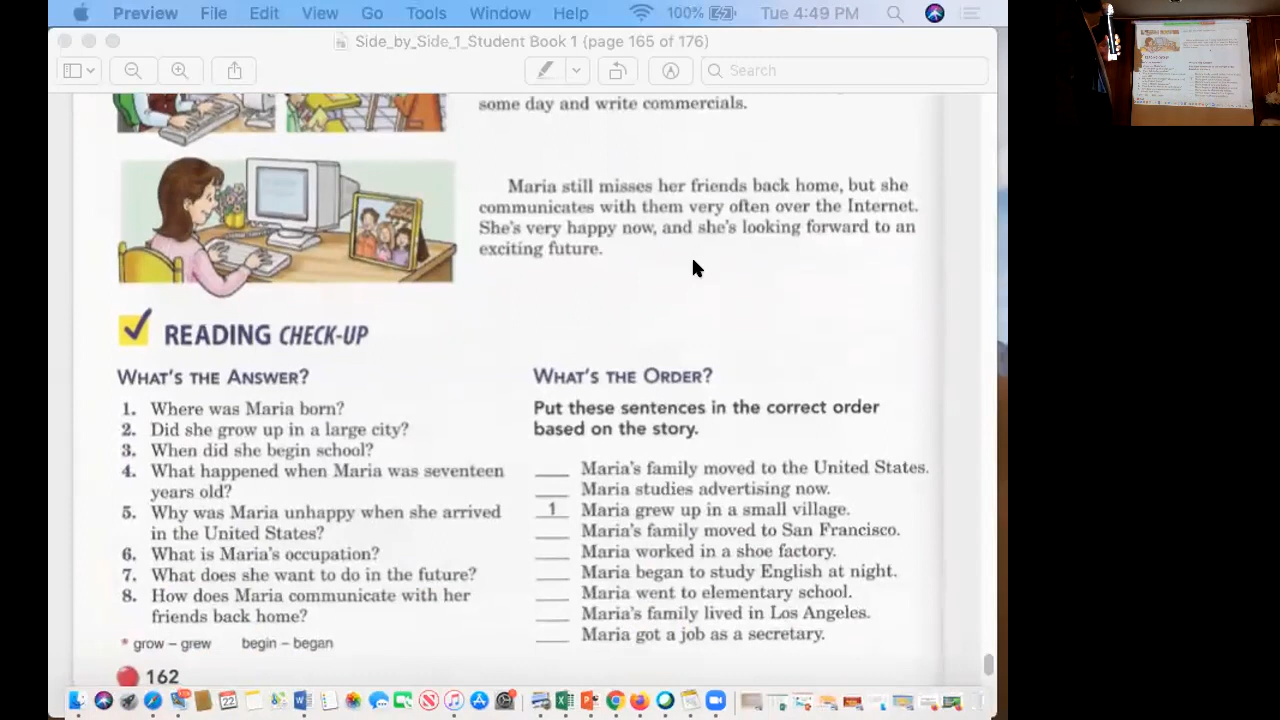 Preview File Edit View Go Tools Window Help 100% Tue 4:49 PM
Side_by_Side_1_Student Book 1 (page 165 of 176)
Search
some day and write commercials.
Maria still misses her friends back home, but she
communicates with them very often over the Internet.
She's very happy now, and she's looking forward to an
exciting future.
READING CHECK-UP
WHAT'S THE ANSWER?
1. Where was Maria born?
2. Did she grow up in a large city?
3. When did she begin school?
4. What happened when Maria was seventeen
years old?
5. Why was Maria unhappy when she arrived
in the United States?
6. What is Maria's occupation?
7. What does she want to do in the future?
8. How does Maria communicate with her
friends back home?
* grow – grew begin – began
162
WHAT'S THE ORDER?
Put these sentences in the correct order
based on the story.
___ Maria's family moved to the United States.
___ Maria studies advertising now.
1 Maria grew up in a small village.
___ Maria's family moved to San Francisco.
___ Maria worked in a shoe factory.
___ Maria began to study English at night.
___ Maria went to elementary school.
___ Maria's family lived in Los Angeles.
___ Maria got a job as a secretary.
22